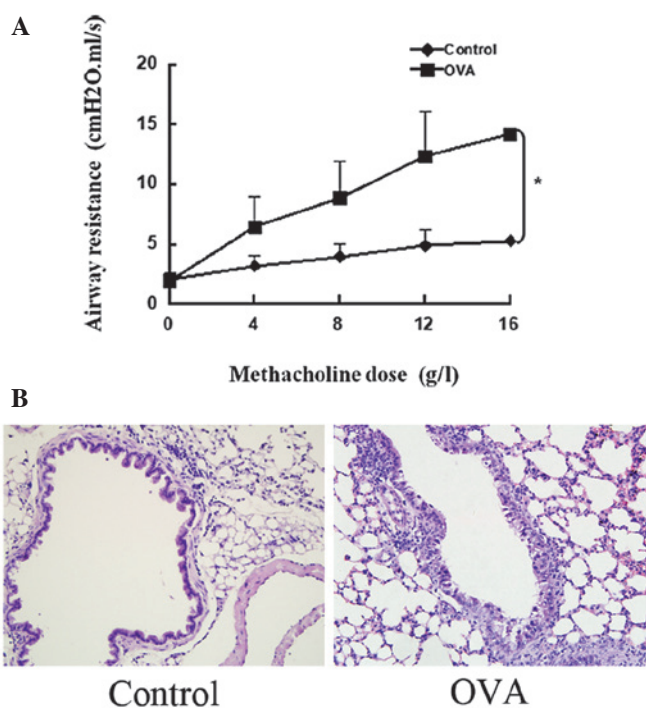 A
Control
OVA
Airway resistance (cmH2O.ml/s)
20
15
10
5
0
*
0 4 8 12 16
Methacholine dose (g/l)
B
Control OVA